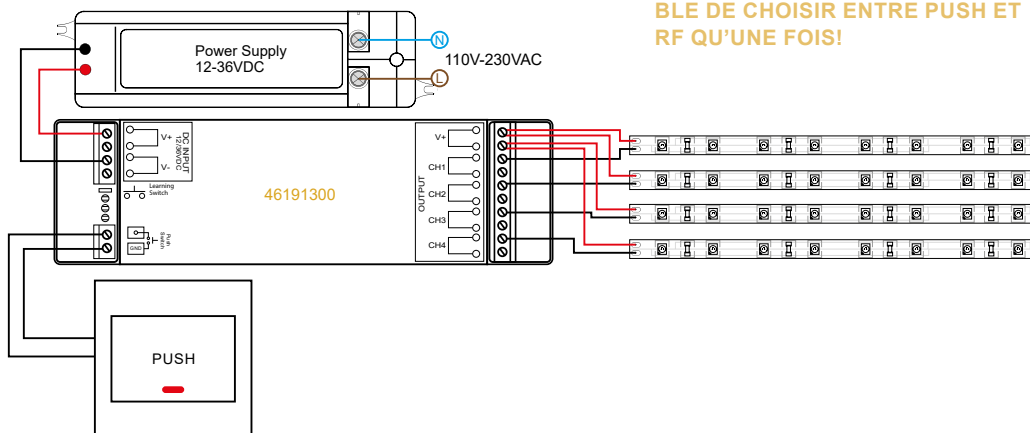 BLE DE CHOISIR ENTRE PUSH ET
RF QU'UNE FOIS!
Power Supply
12-36VDC
N
110V-230VAC
L
V+
V-
DC INPUT
12/36VDC
Learning
Switch
GND
Push
Switch
46191300
OUTPUT
V+
CH1
CH2
CH3
CH4
PUSH